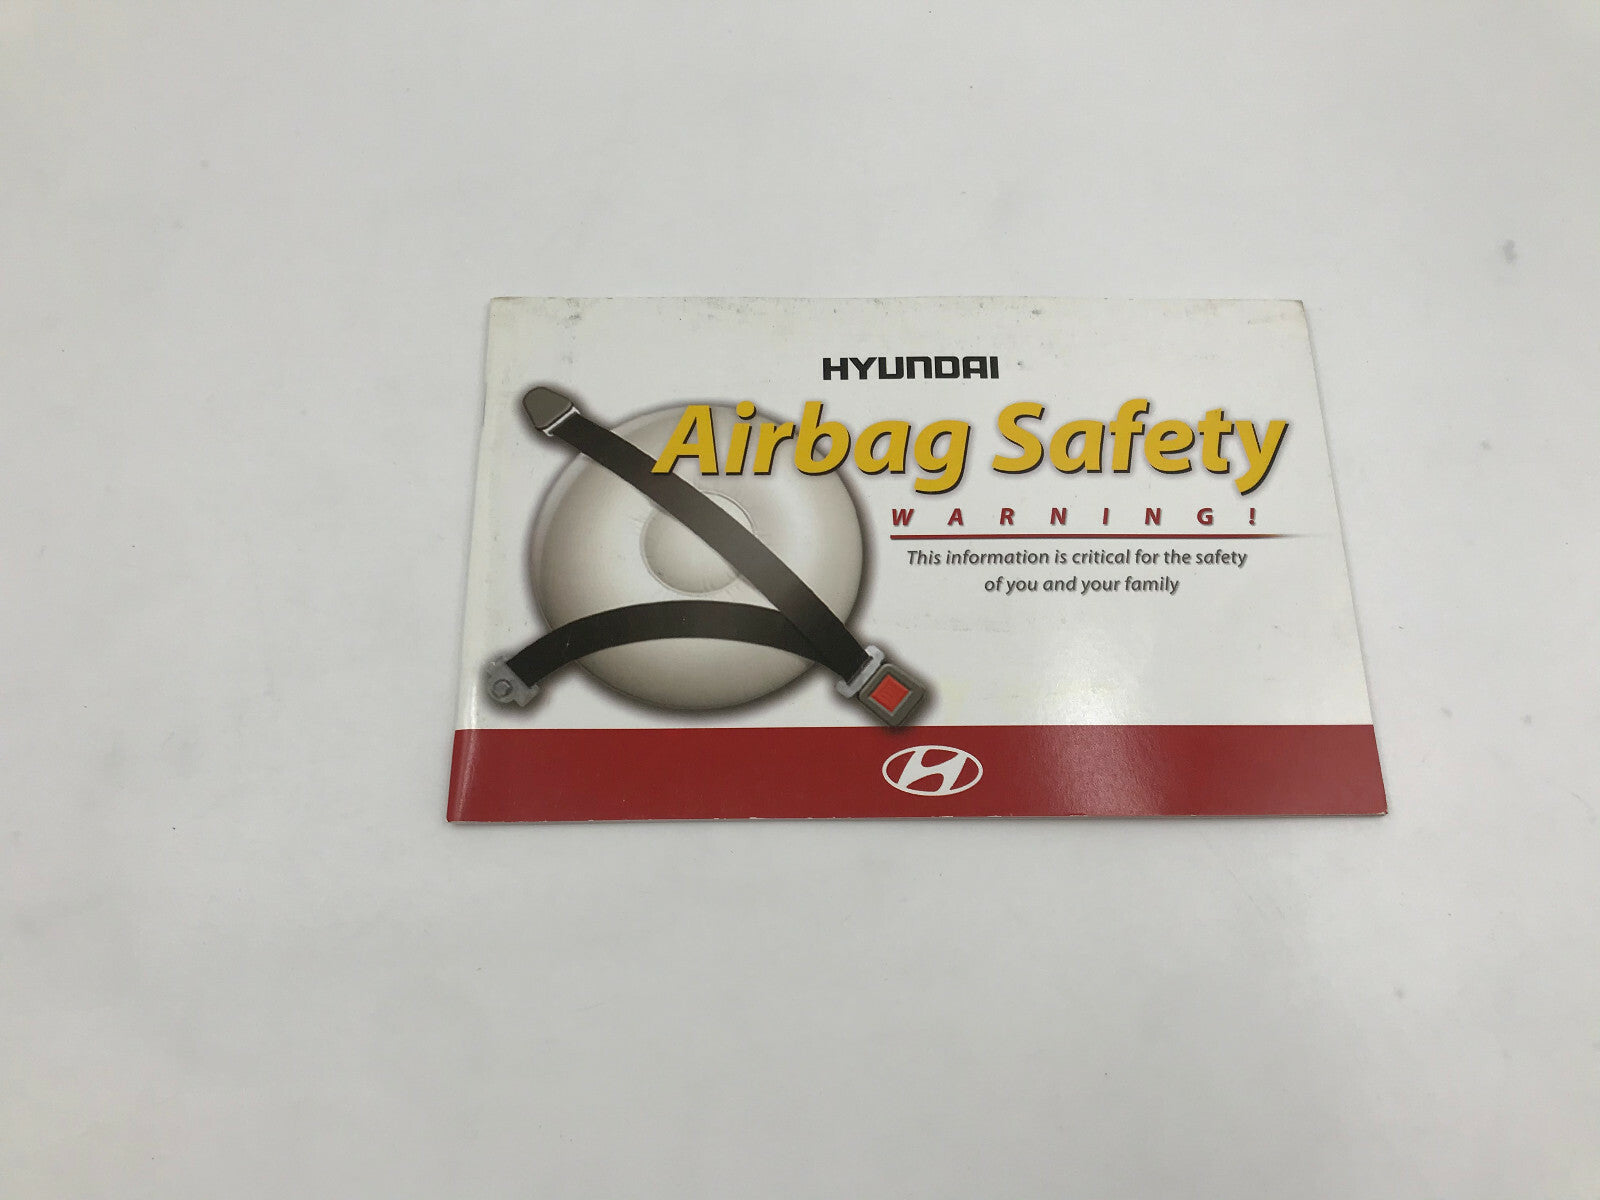 HYUNDAI
Airbag Safety
WARNING!
This information is critical for the safety
of you and your family